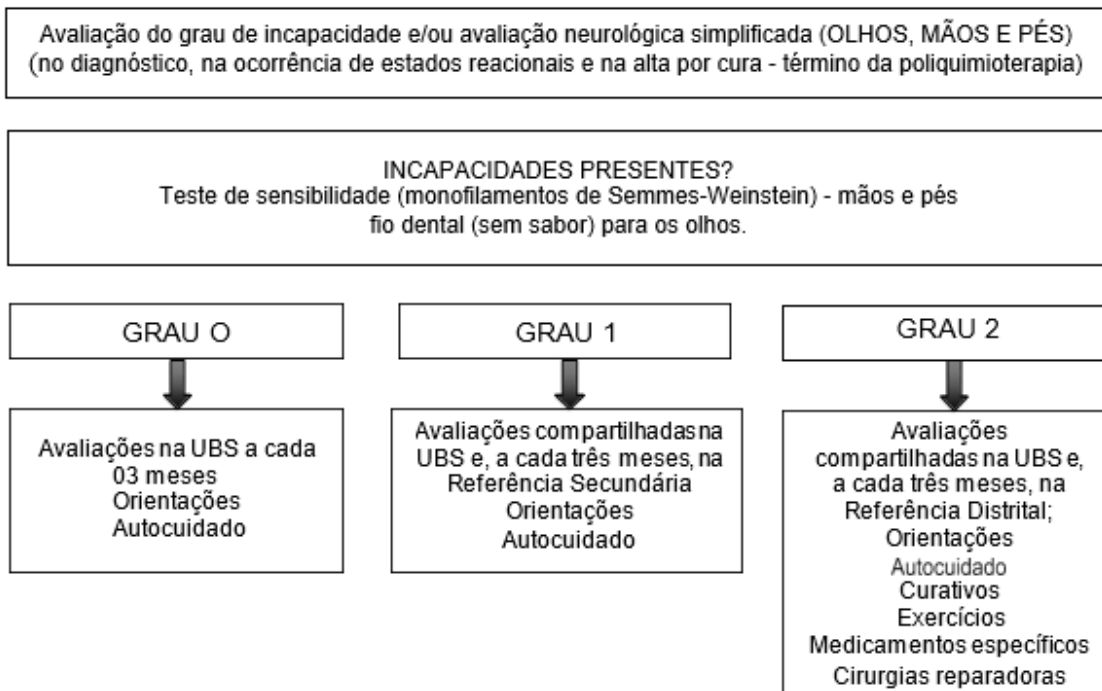 Avaliação do grau de incapacidade e/ou avaliação neurológica simplificada (OLHOS, MÃOS E PÉS)
(no diagnóstico, na ocorrência de estados reacionais e na alta por cura - término da poliquimioterapia)
INCAPACIDADES PRESENTES?
Teste de sensibilidade (monofilamentos de Semmes-Weinstein) - mãos e pés
fio dental (sem sabor) para os olhos.
GRAU O
Avaliações na UBS a cada
03 meses
Orientações
Autocuidado
GRAU 1
Avaliações compartilhadas na
UBS e, a cada três meses, na
Referência Secundária
Orientações
Autocuidado
GRAU 2
Avaliações
compartilhadas na UBS e,
a cada três meses, na
Referência Distrital;
Orientações
Autocuidado
Curativos
Exercícios
Medicamentos específicos
Cirurgias reparadoras